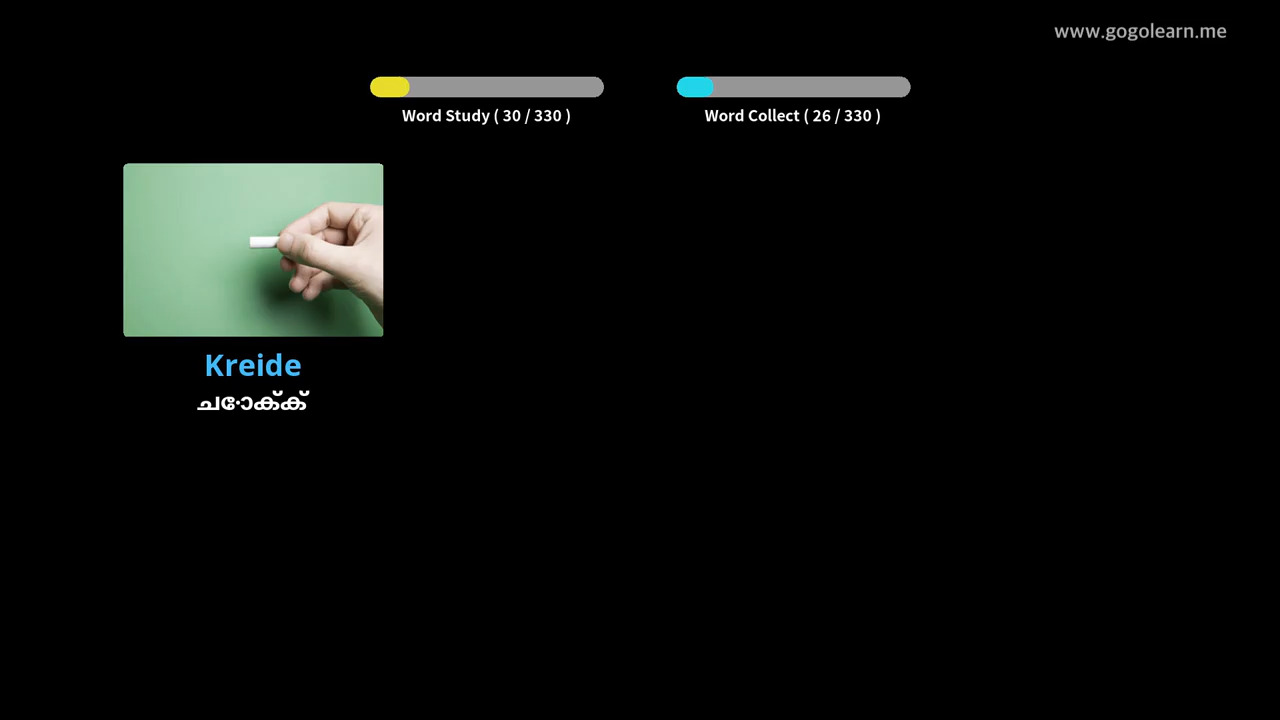 www.gogolearn.me
Word Study ( 30 / 330 )
Word Collect ( 26 / 330 )
Kreide
ചോക്ക്